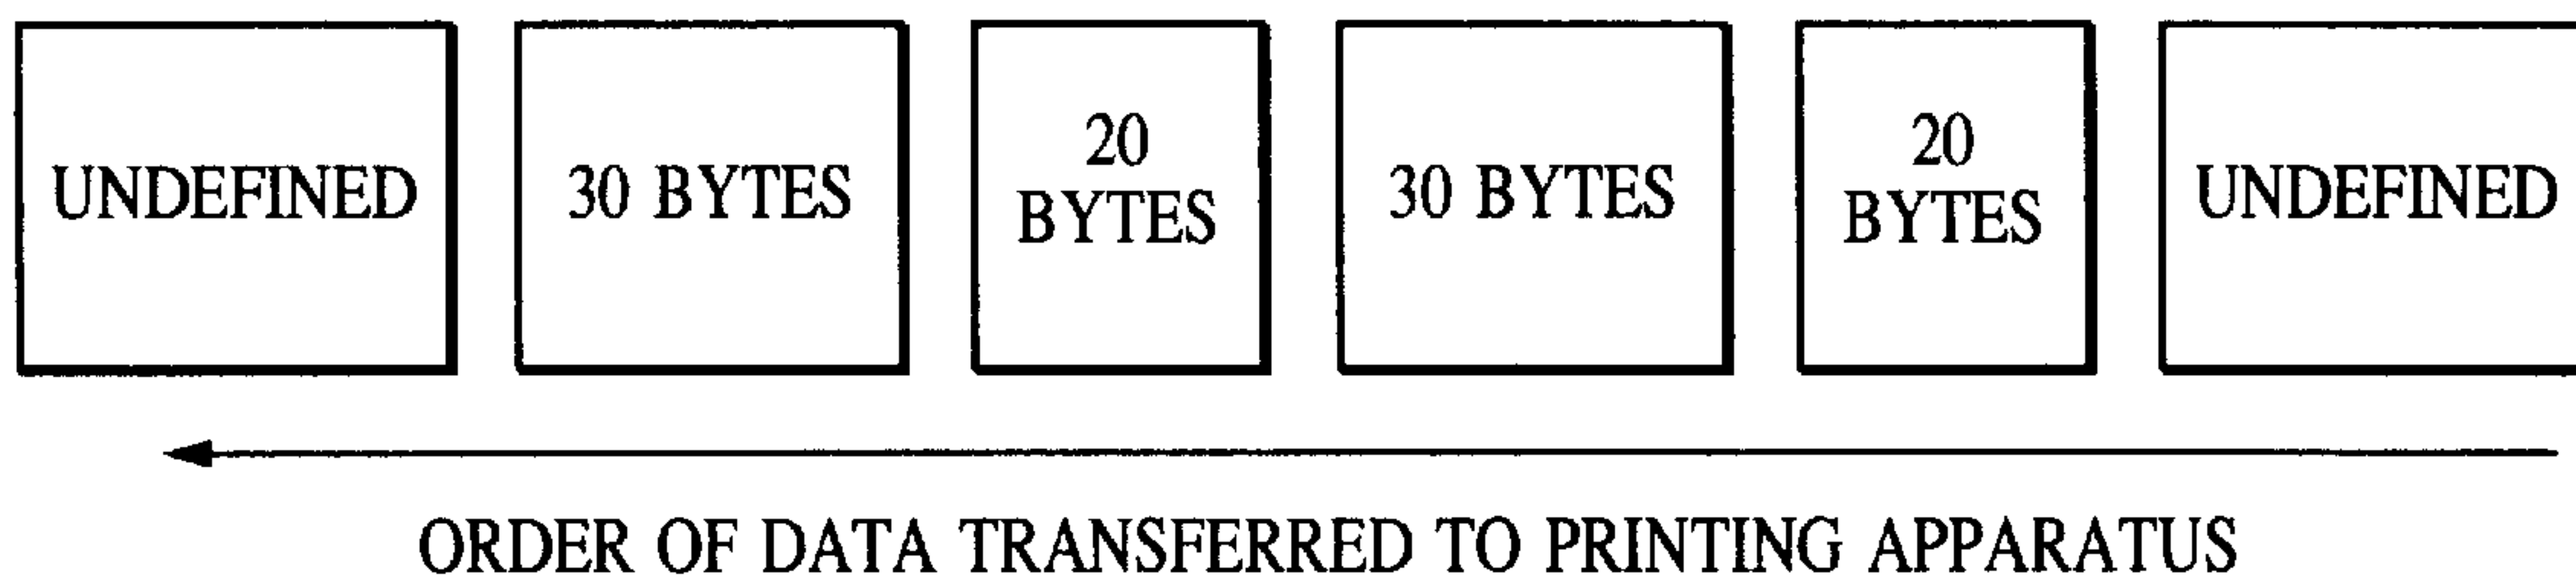 UNDEFINED
30 BYTES
20
BYTES
30 BYTES
20
BYTES
UNDEFINED
ORDER OF DATA TRANSFERRED TO PRINTING APPARATUS